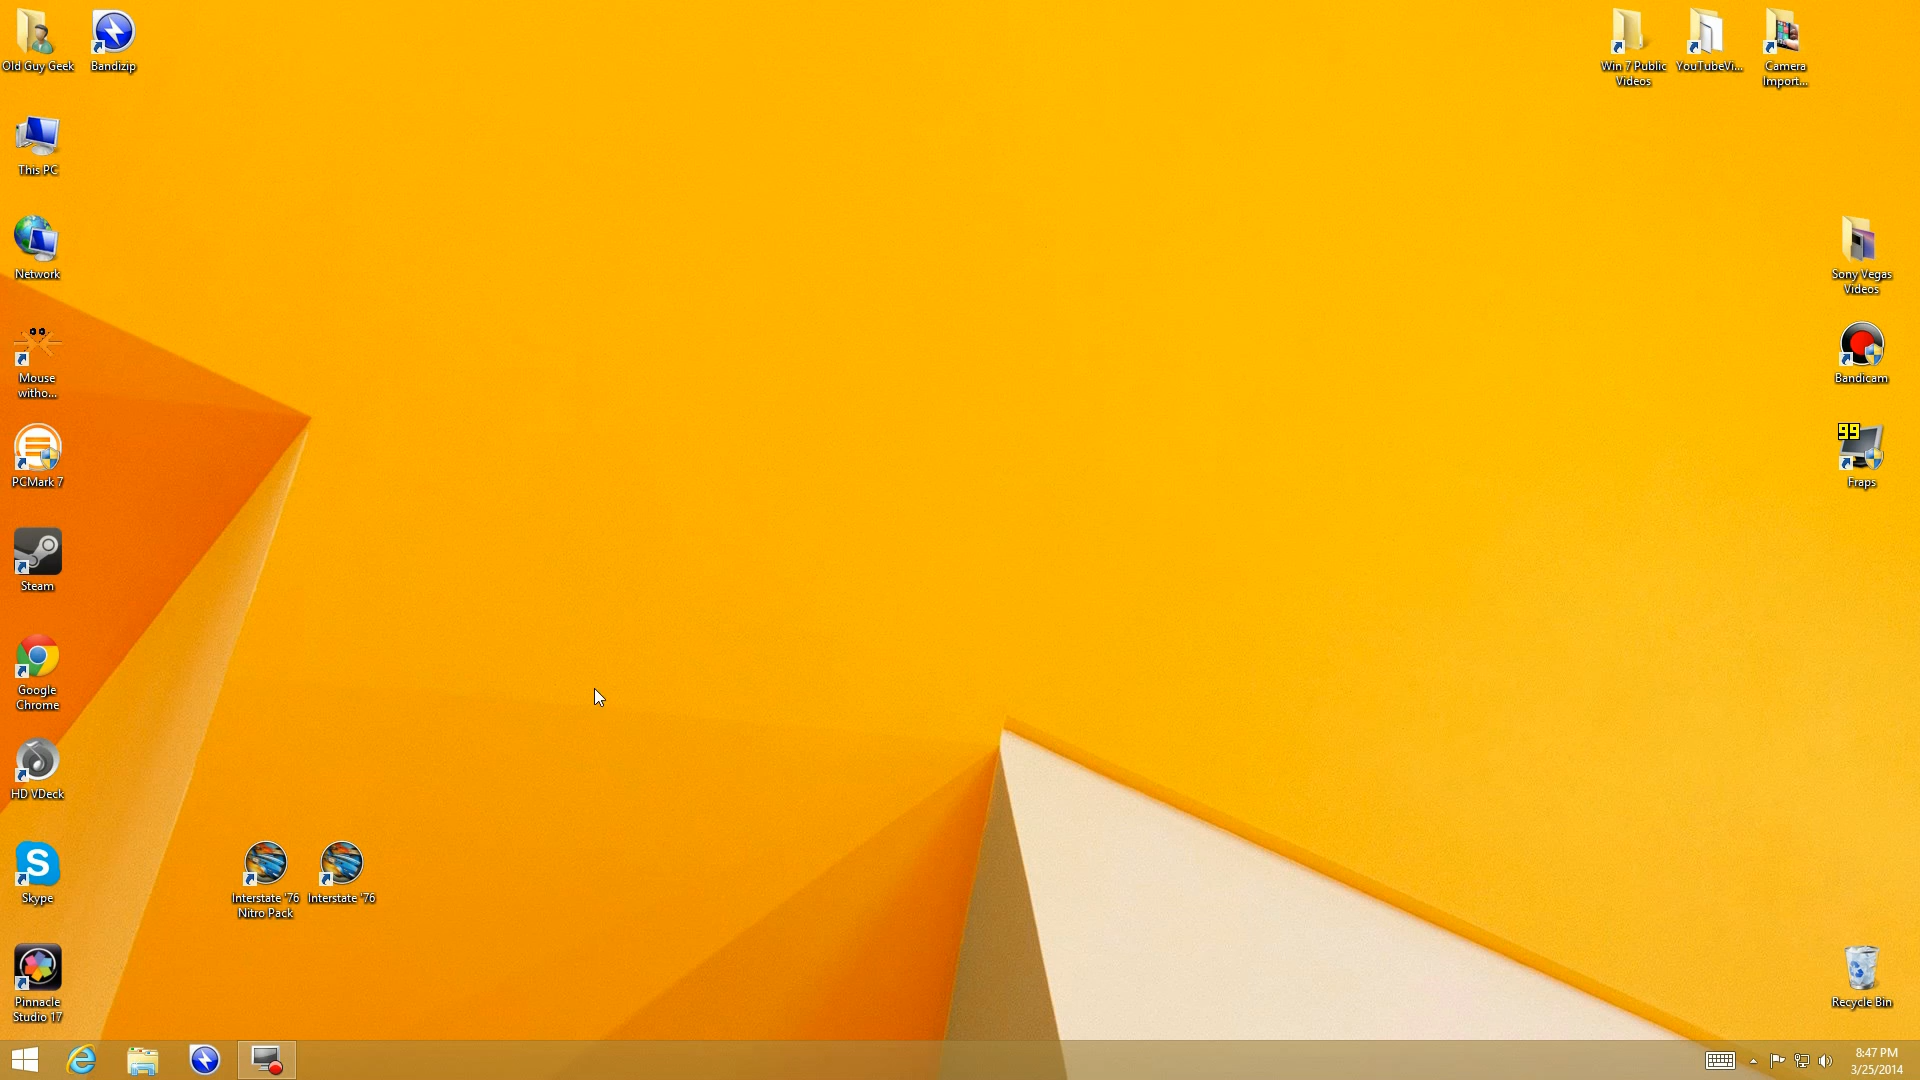 Old Guy Geek
Bandizip
Win 7 Public
Videos
YouTubeVi...
Camera
Import...
This PC
Network
Sony Vegas
Videos
Mouse
witho...
Bandicam
PCMark 7
99
Fraps
Steam
Google
Chrome
HD VDeck
Skype
Interstate '76
Nitro Pack
Interstate '76
Pinnacle
Studio 17
Recycle Bin
8:47 PM
3/25/2014